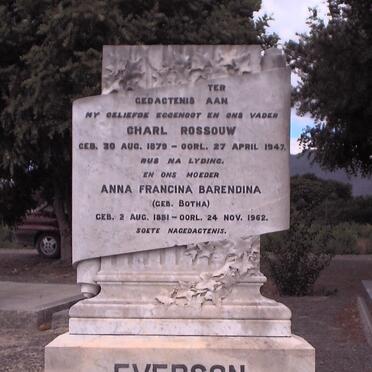 TER
GEDACTENIS AAN
MY GELIEFDE EGGENOOT EN ONS VADER
CHARL ROSSOUW
GEB. 30 AUG. 1879 – OORL. 27 APRIL 1947.
RUS NA LYDING.
EN ONS MOEDER
ANNA FRANCINA BARENDINA
(GEB. BOTHA)
GEB. 2 AUG. 1881 – OORL. 24 NOV. 1962.
SOETE NAGEDAGTENIS.
EVERSON